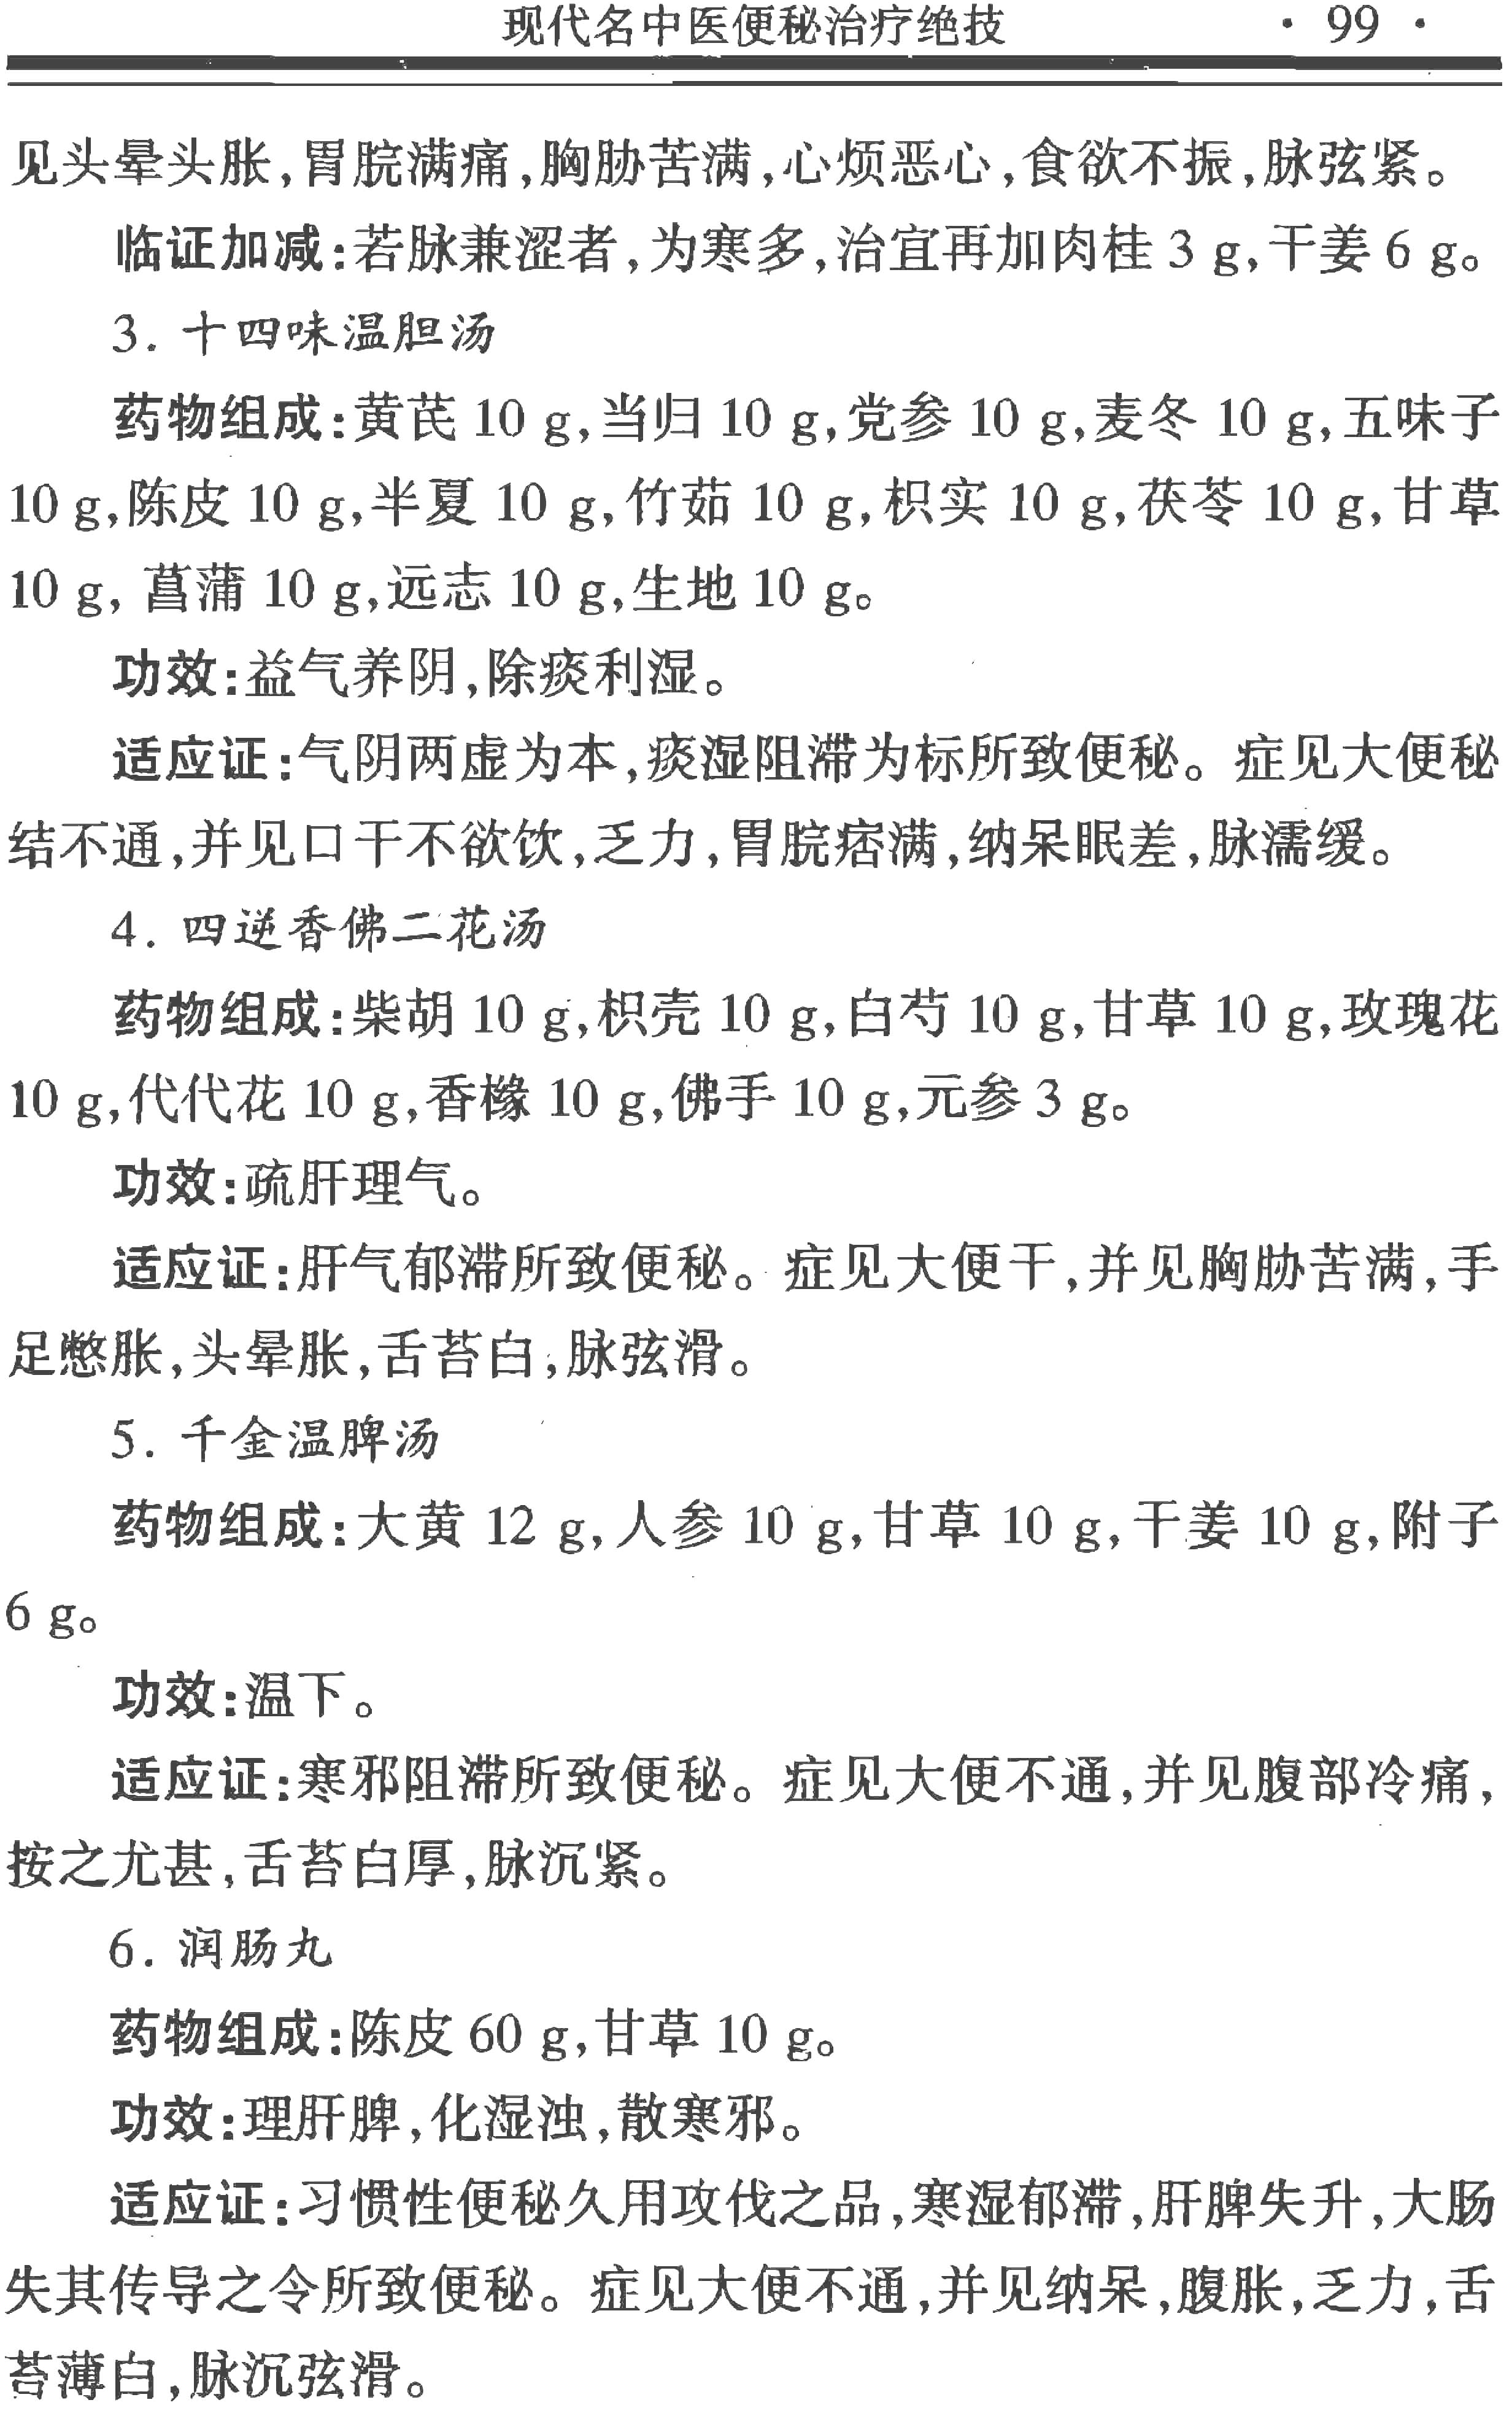 现代名中医便秘治疗绝技 · 99 ·
见头晕头胀,胃脘满痛,胸胁苦满,心烦恶心,食欲不振,脉弦紧。
临证加减:若脉兼涩者,为寒多,治宜再加肉桂 3 g,干姜 6 g。
3. 十四味温胆汤
药物组成:黄芪 10 g,当归 10 g,党参 10 g,麦冬 10 g,五味子
10 g,陈皮 10 g,半夏 10 g,竹茹 10 g,枳实 10 g,茯苓 10 g,甘草
10 g, 菖蒲 10 g,远志 10 g,生地 10 g。
功效:益气养阴,除痰利湿。
适应证:气阴两虚为本,痰湿阻滞为标所致便秘。症见大便秘
结不通,并见口干不欲饮,乏力,胃脘痞满,纳呆眠差,脉濡缓。
4. 四逆香佛二花汤
药物组成:柴胡 10 g,枳壳 10 g,白芍 10 g,甘草 10 g,玫瑰花
10 g,代代花 10 g,香橼 10 g,佛手 10 g,元参 3 g。
功效:疏肝理气。
适应证:肝气郁滞所致便秘。症见大便干,并见胸胁苦满,手
足憋胀,头晕胀,舌苔白,脉弦滑。
5. 千金温脾汤
药物组成:大黄 12 g,人参 10 g,甘草 10 g,干姜 10 g,附子
6 g。
功效:温下。
适应证:寒邪阻滞所致便秘。症见大便不通,并见腹部冷痛,
按之尤甚,舌苔白厚,脉沉紧。
6. 润肠丸
药物组成:陈皮 60 g,甘草 10 g。
功效:理肝脾,化湿浊,散寒邪。
适应证:习惯性便秘久用攻伐之品,寒湿郁滞,肝脾失升,大肠
失其传导之令所致便秘。症见大便不通,并见纳呆,腹胀,乏力,舌
苔薄白,脉沉弦滑。